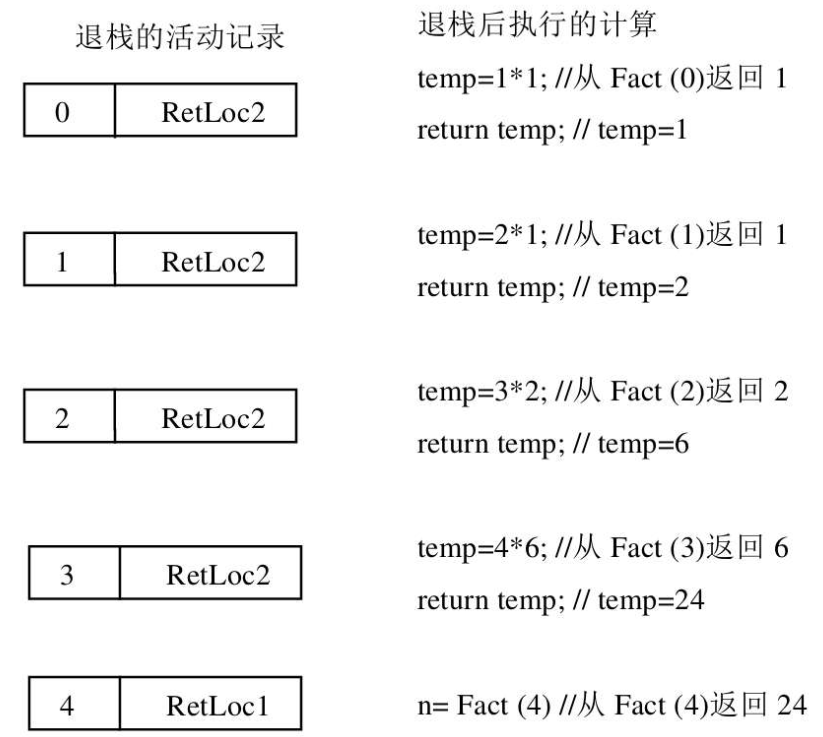 退栈的活动记录
退栈后执行的计算
0 RetLoc2
temp=1*1; //从 Fact (0)返回 1
return temp; // temp=1
1 RetLoc2
temp=2*1; //从 Fact (1)返回 1
return temp; // temp=2
2 RetLoc2
temp=3*2; //从 Fact (2)返回 2
return temp; // temp=6
3 RetLoc2
temp=4*6; //从 Fact (3)返回 6
return temp; // temp=24
4 RetLoc1
n= Fact (4) //从 Fact (4)返回 24